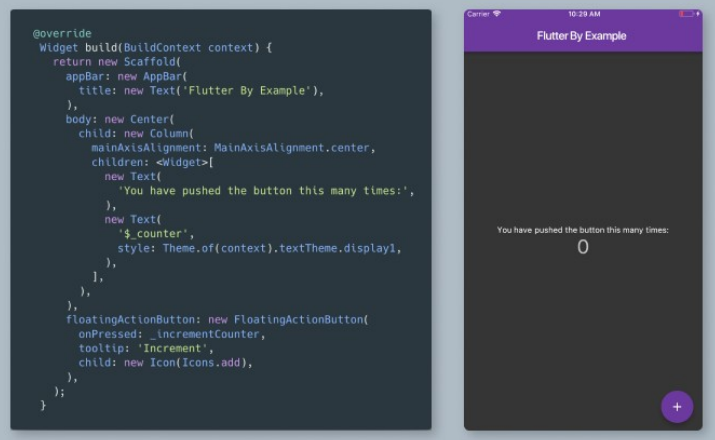 @override
Widget build(BuildContext context) {
return new Scaffold(
appBar: new AppBar(
title: new Text('Flutter By Example'),
),
body: new Center(
child: new Column(
mainAxisAlignment: MainAxisAlignment.center,
children: <Widget>[
new Text(
'You have pushed the button this many times:',
),
new Text(
'$_counter',
style: Theme.of(context).textTheme.display1,
),
],
),
),
floatingActionButton: new FloatingActionButton(
onPressed: _incrementCounter,
tooltip: 'Increment',
child: new Icon(Icons.add),
),
);
}
Carrier 10:29 AM
Flutter By Example
You have pushed the button this many times:
0
+